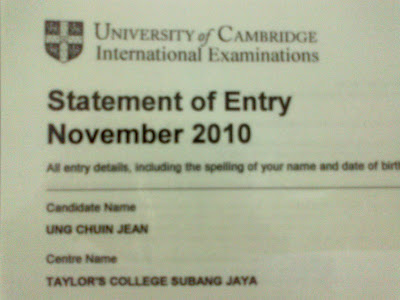 UNIVERSITY of CAMBRIDGE
International Examinations
Statement of Entry
November 2010
All entry details, including the spelling of your name and date of birth
Candidate Name
UNG CHUIN JEAN
Centre Name
TAYLOR'S COLLEGE SUBANG JAYA